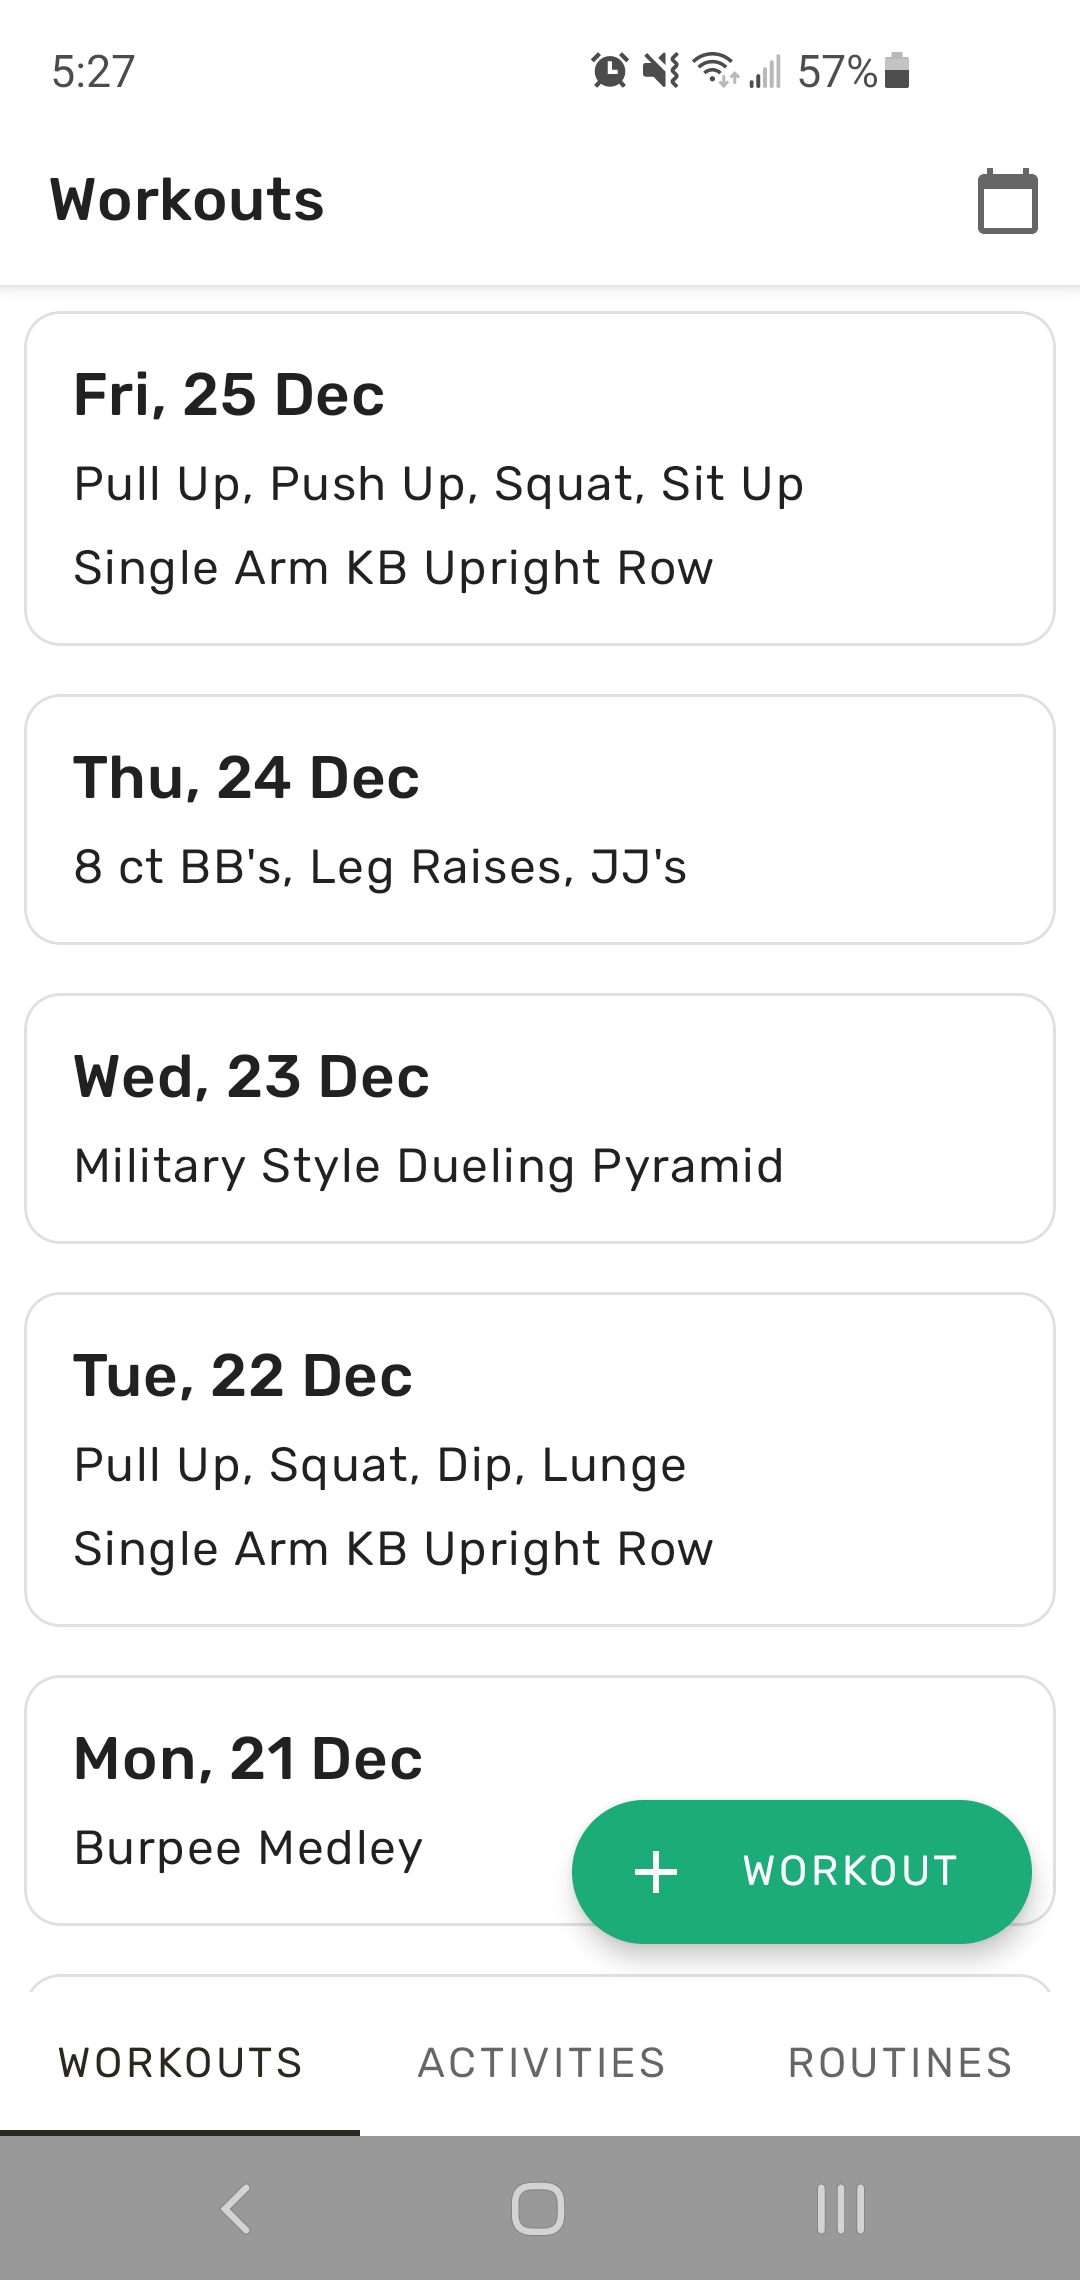 5:27
57%
Workouts
Fri, 25 Dec
Pull Up, Push Up, Squat, Sit Up
Single Arm KB Upright Row
Thu, 24 Dec
8 ct BB's, Leg Raises, JJ's
Wed, 23 Dec
Military Style Dueling Pyramid
Tue, 22 Dec
Pull Up, Squat, Dip, Lunge
Single Arm KB Upright Row
Mon, 21 Dec
Burpee Medley
+ WORKOUT
WORKOUTS
ACTIVITIES
ROUTINES